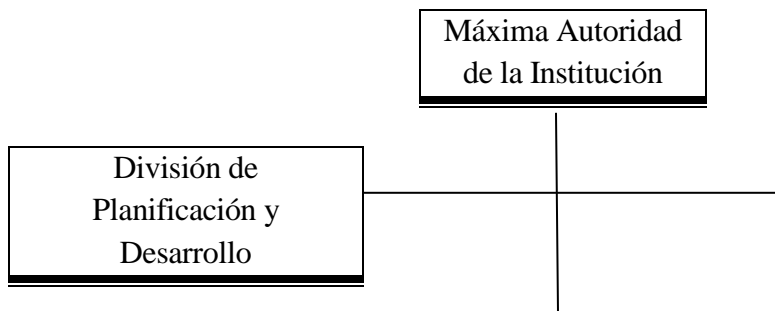 Máxima Autoridad
de la Institución
División de
Planificación y
Desarrollo